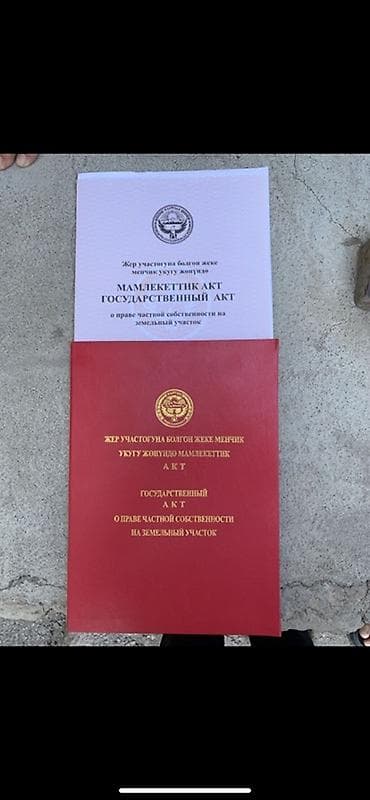 Жер участогуна болгон жеке
менчик укугу жөнүндө
МАМЛЕКЕТТИК АКТ
ГОСУДАРСТВЕННЫЙ АКТ
о праве частной собственности на
земельный участок
ЖЕР УЧАСТОГУНА БОЛГОН ЖЕКЕ МЕНЧИК
УКУГУ ЖӨНҮНДӨ МАМЛЕКЕТТИК
АКТ
ГОСУДАРСТВЕННЫЙ
АКТ
О ПРАВЕ ЧАСТНОЙ СОБСТВЕННОСТИ
НА ЗЕМЕЛЬНЫЙ УЧАСТОК